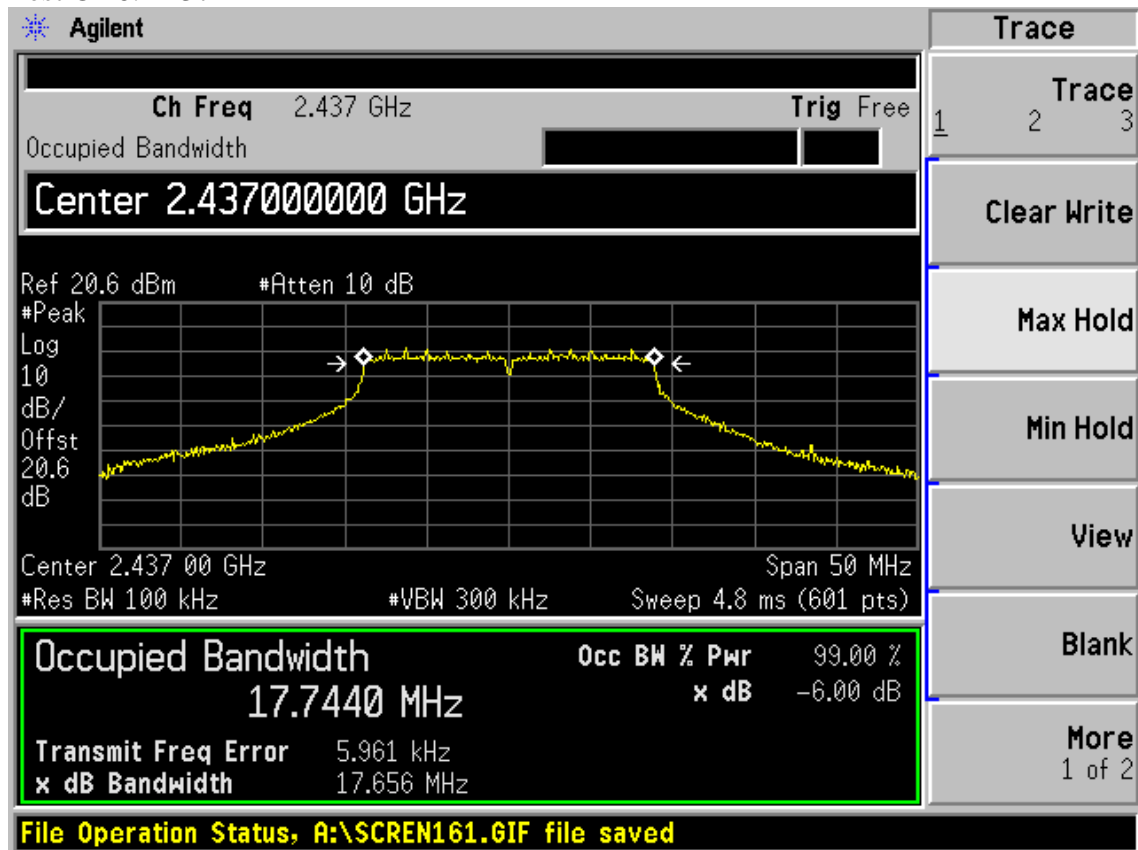 Agilent
Ch Freq 2.437 GHz Trig Free
Occupied Bandwidth
Center 2.437000000 GHz
Ref 20.6 dBm #Atten 10 dB
#Peak
Log
10
dB/
Offst
20.6
dB
Center 2.437 00 GHz Span 50 MHz
#Res BW 100 kHz #VBW 300 kHz Sweep 4.8 ms (601 pts)
Occupied Bandwidth Occ BW % Pwr 99.00 %
17.7440 MHz x dB -6.00 dB
Transmit Freq Error 5.961 kHz
x dB Bandwidth 17.656 MHz
File Operation Status, A:\SCREN161.GIF file saved
Trace
Trace
1 2 3
Clear Write
Max Hold
Min Hold
View
Blank
More
1 of 2